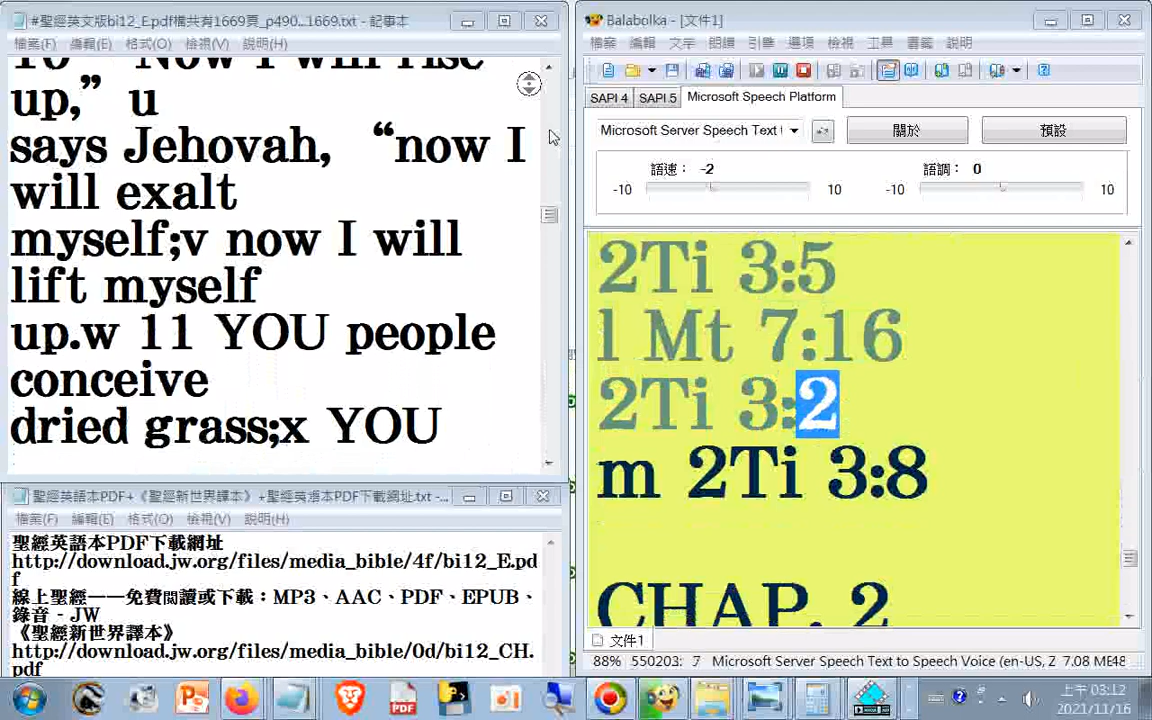 #聖經英文版bi12_E.pdf檔共有1669頁_p490...1669.txt - 記事本
檔案(F) 編輯(E) 格式(O) 檢視(V) 說明(H)
10 “Now I will rise
up,” u
says Jehovah, “now I
will exalt
myself;v now I will
lift myself
up.w 11 YOU people
conceive
dried grass;x YOU
聖經英語本PDF+《聖經新世界譯本》+聖經英語本PDF下載網址.txt -...
檔案(F) 編輯(E) 格式(O) 檢視(V) 說明(H)
聖經英語本PDF下載網址
http://download.jw.org/files/media_bible/4f/bi12_E.pd
f
線上聖經——免費閱讀或下載：MP3、AAC、PDF、EPUB、
錄音 - JW
《聖經新世界譯本》
http://download.jw.org/files/media_bible/0d/bi12_CH.
pdf
Balabolka - [文件1]
檔案 編輯 文字 朗讀 引擎 選項 檢視 工具 書籤 說明
SAPI 4 SAPI 5 Microsoft Speech Platform
Microsoft Server Speech Text 關於 預設
語速： -2 語調： 0
-10 10 -10 10
2Ti 3:5
l Mt 7:16
2Ti 3:2
m 2Ti 3:8
CHAP. 2
文件1
88% 550203: 7 Microsoft Server Speech Text to Speech Voice (en-US, Z 7.08 ME48
上午 03:12
2021/11/16